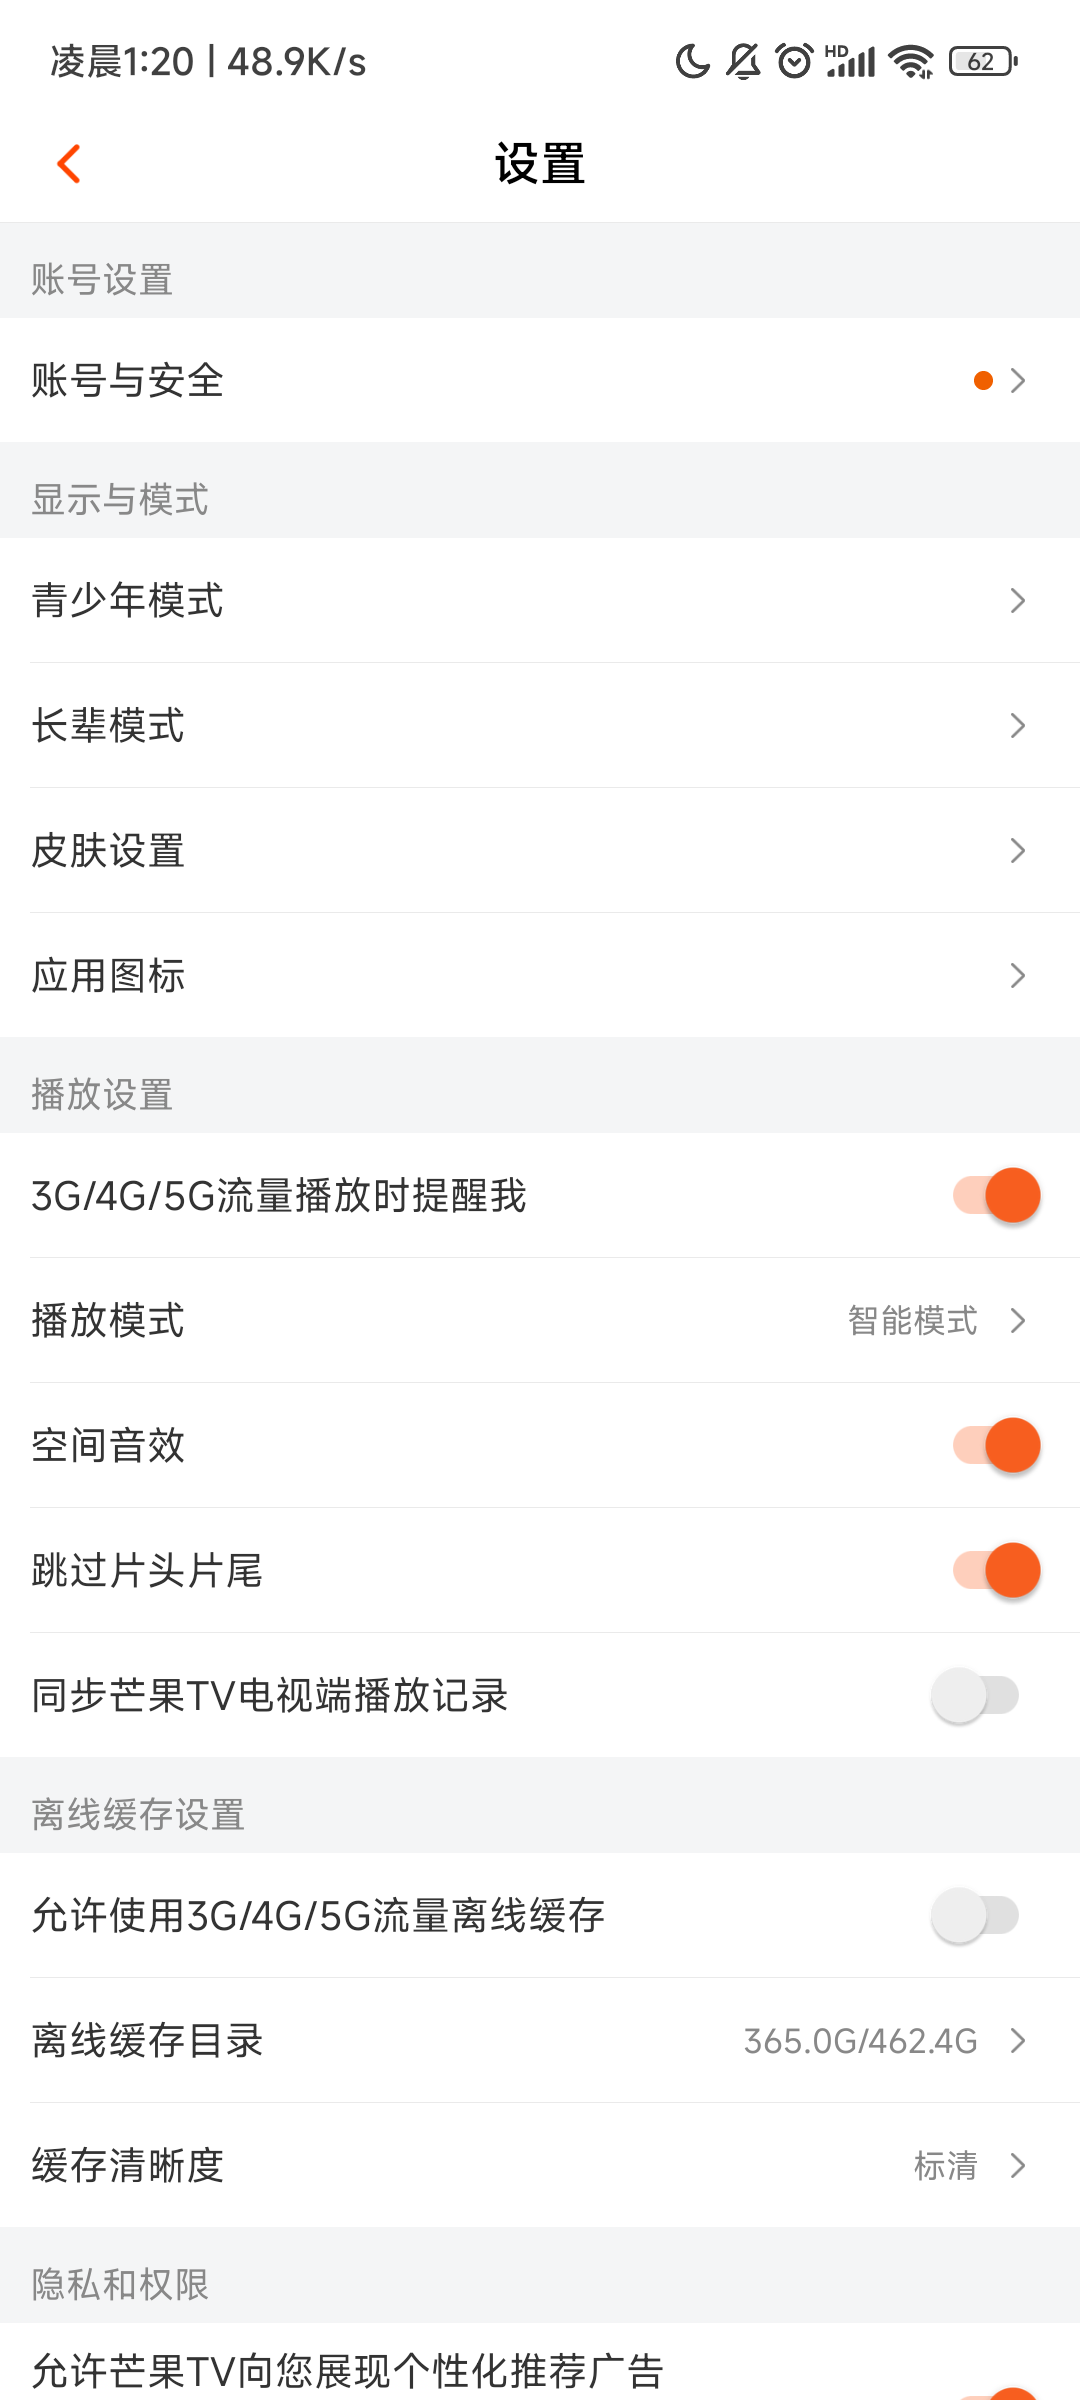 凌晨1:20 | 48.9K/s
HD
62
设置
账号设置
账号与安全
显示与模式
青少年模式
长辈模式
皮肤设置
应用图标
播放设置
3G/4G/5G流量播放时提醒我
播放模式 智能模式
空间音效
跳过片头片尾
同步芒果TV电视端播放记录
离线缓存设置
允许使用3G/4G/5G流量离线缓存
离线缓存目录 365.0G/462.4G
缓存清晰度 标清
隐私和权限
允许芒果TV向您展现个性化推荐广告